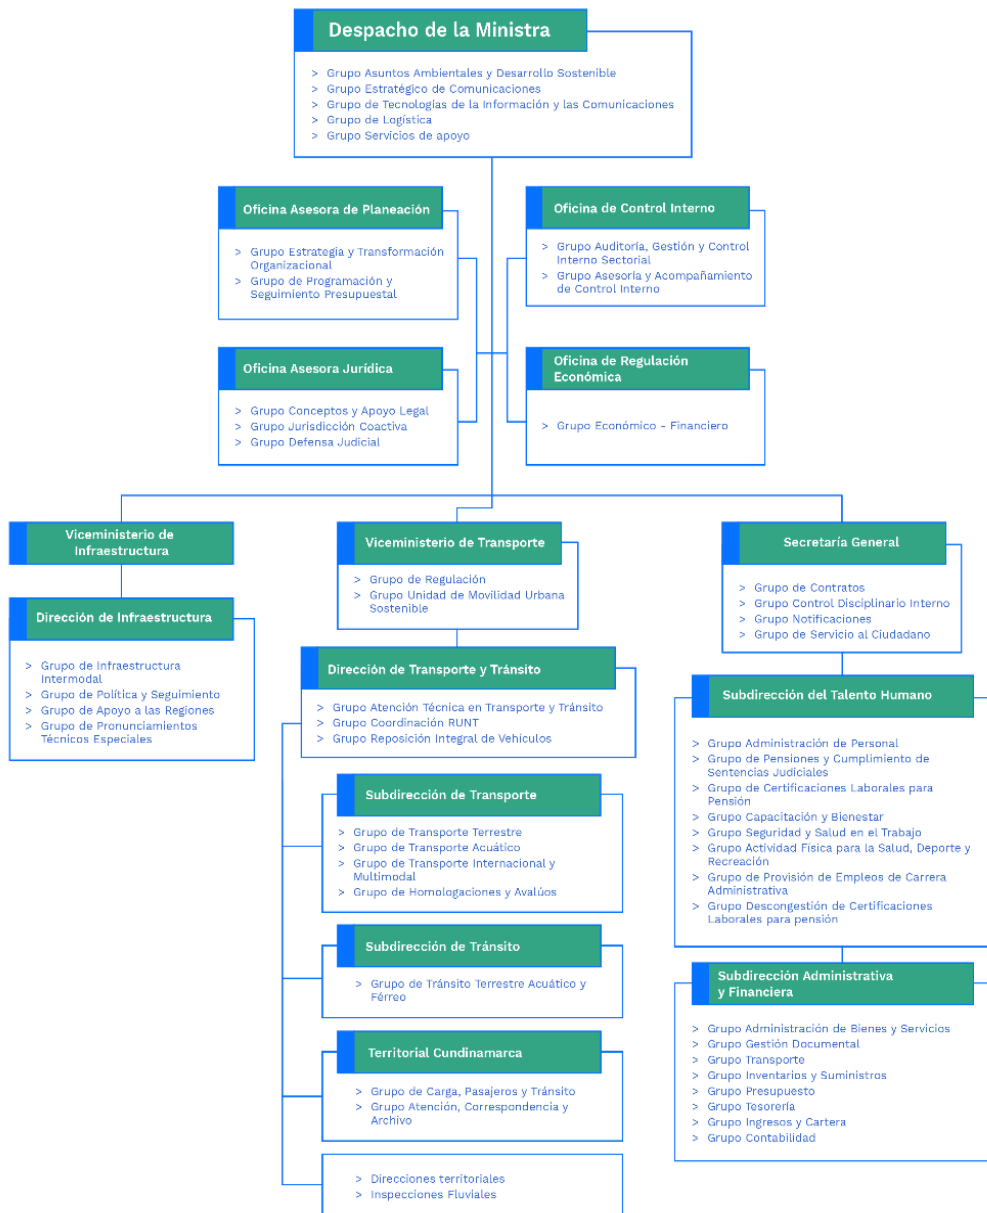 Despacho de la Ministra
> Grupo Asuntos Ambientales y Desarrollo Sostenible
> Grupo Estratégico de Comunicaciones
> Grupo de Tecnologías de la Información y las Comunicaciones
> Grupo de Logística
> Grupo Servicios de apoyo
Oficina Asesora de Planeación
> Grupo Estrategia y Transformación
Organizacional
> Grupo de Programación y
Seguimiento Presupuestal
Oficina de Control Interno
> Grupo Auditoría, Gestión y Control
Interno Sectorial
> Grupo Asesoría y Acompañamiento
de Control Interno
Oficina Asesora Jurídica
> Grupo Conceptos y Apoyo Legal
> Grupo Jurisdicción Coactiva
> Grupo Defensa Judicial
Oficina de Regulación
Económica
> Grupo Económico - Financiero
Viceministerio de
Infraestructura
Dirección de Infraestructura
> Grupo de Infraestructura
Intermodal
> Grupo de Política y Seguimiento
> Grupo de Apoyo a las Regiones
> Grupo de Pronunciamientos
Técnicos Especiales
Viceministerio de Transporte
> Grupo de Regulación
> Grupo Unidad de Movilidad Urbana
Sostenible
Dirección de Transporte y Tránsito
> Grupo Atención Técnica en Transporte y Tránsito
> Grupo Coordinación RUNT
> Grupo Reposición Integral de Vehículos
Subdirección de Transporte
> Grupo de Transporte Terrestre
> Grupo de Transporte Acuático
> Grupo de Transporte Internacional y
Multimodal
> Grupo de Homologaciones y Avalúos
Subdirección de Tránsito
> Grupo de Tránsito Terrestre Acuático y
Férreo
Territorial Cundinamarca
> Grupo de Carga, Pasajeros y Tránsito
> Grupo Atención, Correspondencia y
Archivo
> Direcciones territoriales
> Inspecciones Fluviales
Secretaría General
> Grupo de Contratos
> Grupo Control Disciplinario Interno
> Grupo Notificaciones
> Grupo de Servicio al Ciudadano
Subdirección del Talento Humano
> Grupo Administración de Personal
> Grupo de Pensiones y Cumplimiento de
Sentencias Judiciales
> Grupo de Certificaciones Laborales para
Pensión
> Grupo Capacitación y Bienestar
> Grupo Seguridad y Salud en el Trabajo
> Grupo Actividad Física para la Salud, Deporte y
Recreación
> Grupo de Provisión de Empleos de Carrera
Administrativa
> Grupo Descongestión de Certificaciones
Laborales para pensión
Subdirección Administrativa
y Financiera
> Grupo Administración de Bienes y Servicios
> Grupo Gestión Documental
> Grupo Transporte
> Grupo Inventarios y Suministros
> Grupo Presupuesto
> Grupo Tesorería
> Grupo Ingresos y Cartera
> Grupo Contabilidad